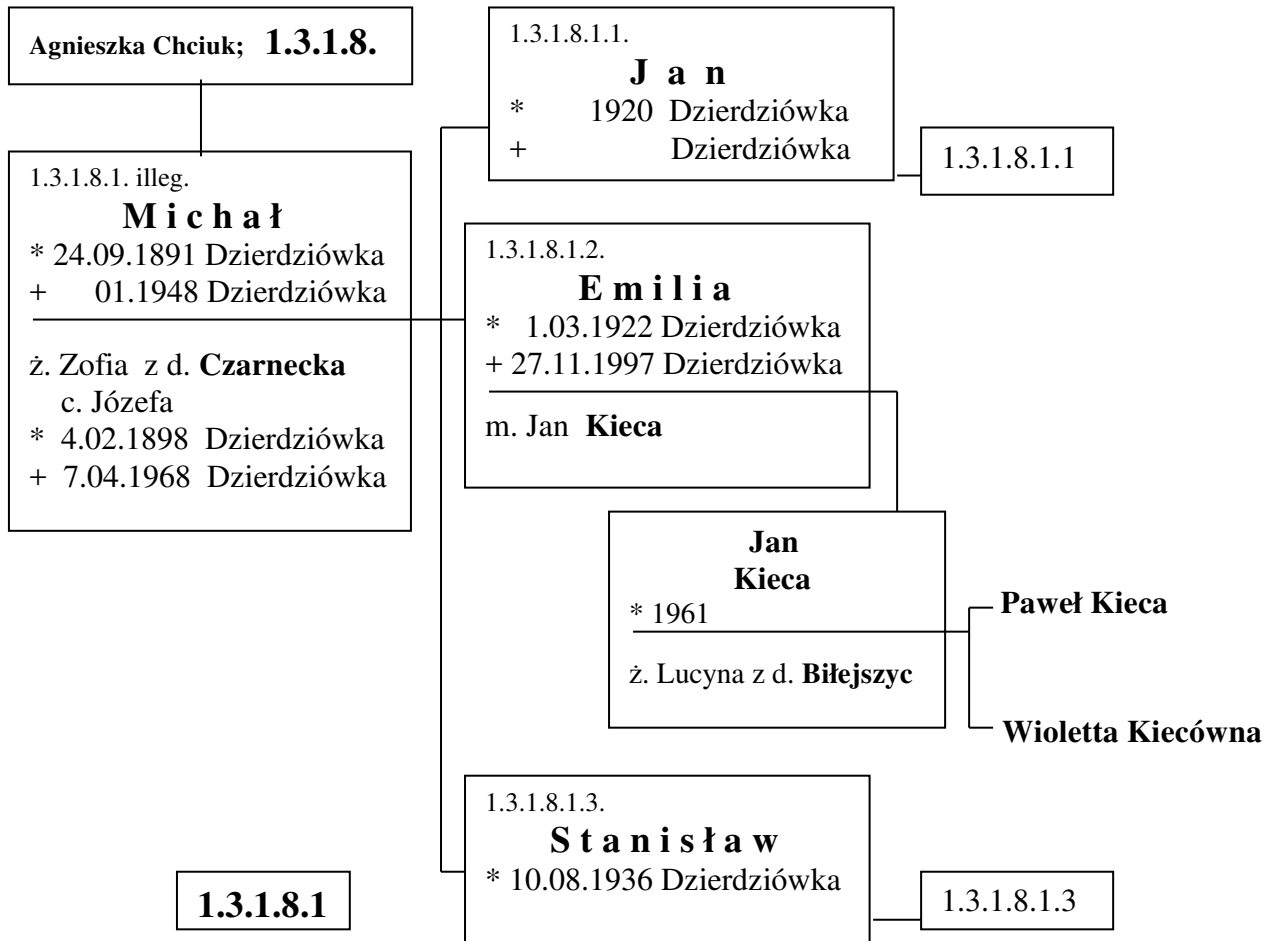 Agnieszka Chciuk; 1.3.1.8.
1.3.1.8.1. illeg.
M i c h a ł
* 24.09.1891 Dzierdziówka
+ 01.1948 Dzierdziówka
ż. Zofia z d. Czarnecka
c. Józefa
* 4.02.1898 Dzierdziówka
+ 7.04.1968 Dzierdziówka
1.3.1.8.1.1.
J a n
* 1920 Dzierdziówka
+ Dzierdziówka
1.3.1.8.1.1
1.3.1.8.1.2.
E m i l i a
* 1.03.1922 Dzierdziówka
+ 27.11.1997 Dzierdziówka
m. Jan Kieca
Jan
Kieca
* 1961
ż. Lucyna z d. Biłejszyc
Paweł Kieca
Wioletta Kiecówna
1.3.1.8.1.3.
S t a n i s ł a w
* 10.08.1936 Dzierdziówka
1.3.1.8.1.3
1.3.1.8.1